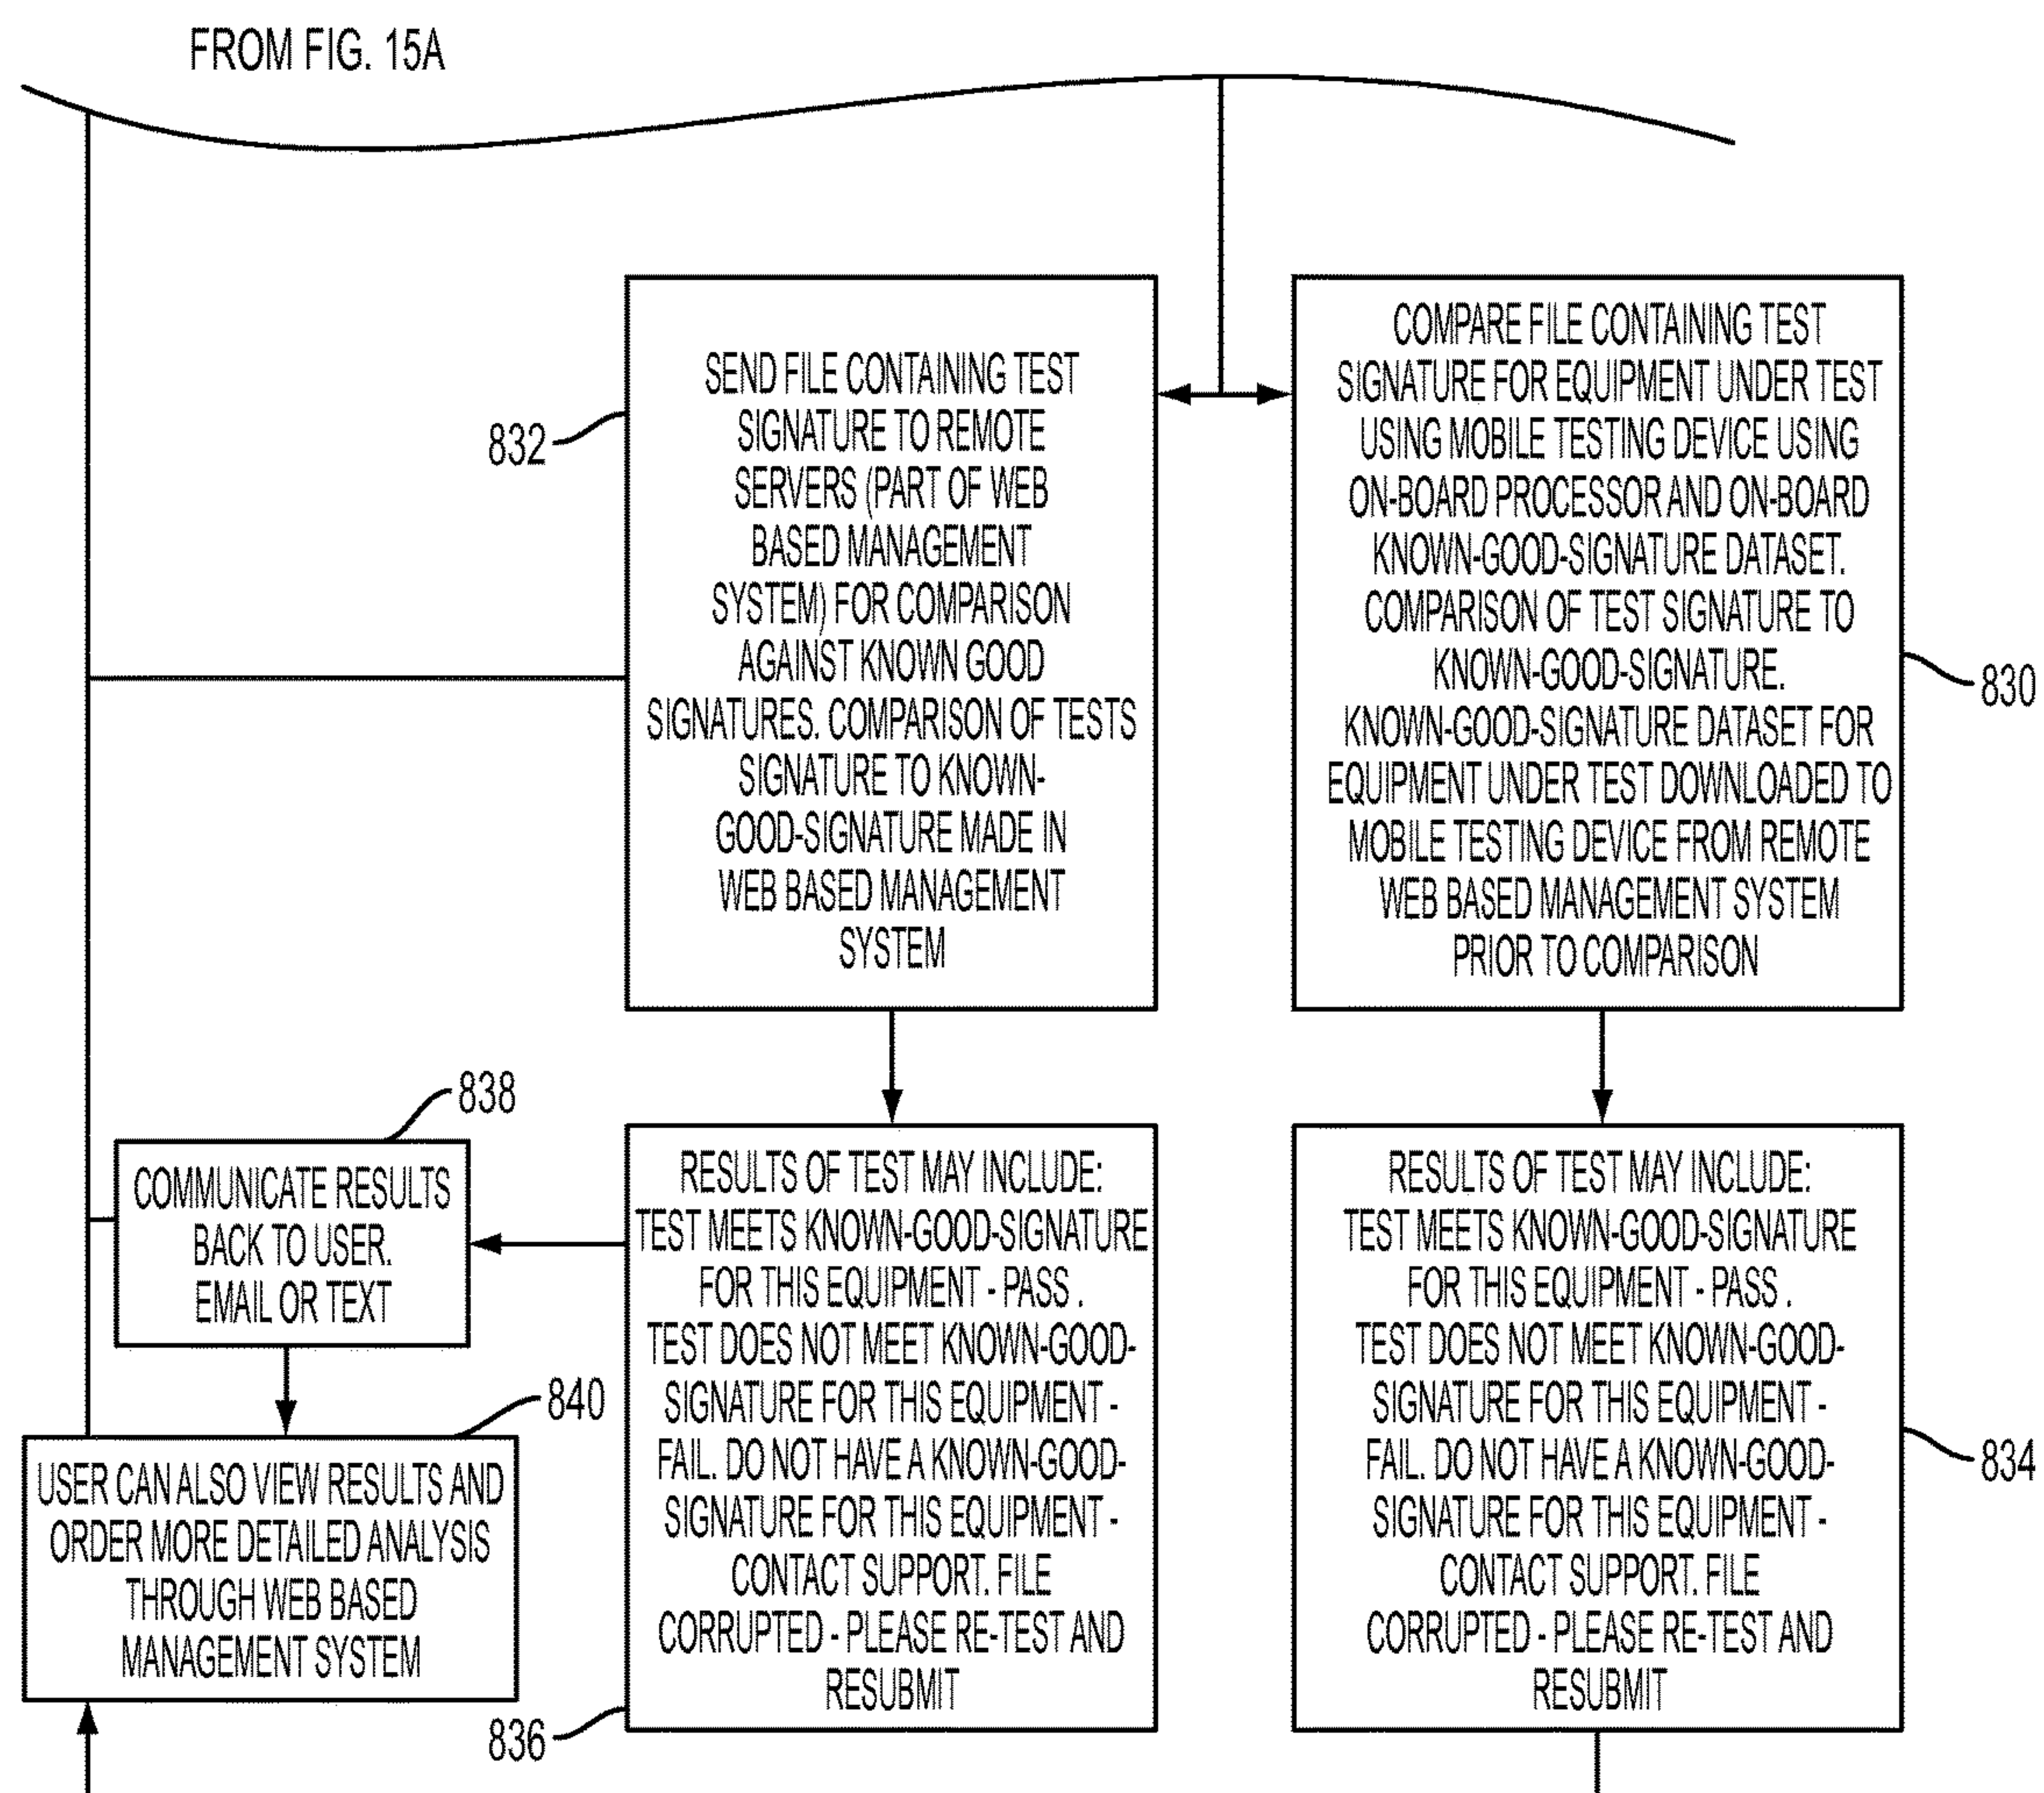 FROM FIG. 15A
832
SEND FILE CONTAINING TEST
SIGNATURE TO REMOTE
SERVERS (PART OF WEB
BASED MANAGEMENT
SYSTEM) FOR COMPARISON
AGAINST KNOWN GOOD
SIGNATURES. COMPARISON OF TESTS
SIGNATURE TO KNOWN-
GOOD-SIGNATURE MADE IN
WEB BASED MANAGEMENT
SYSTEM
COMPARE FILE CONTAINING TEST
SIGNATURE FOR EQUIPMENT UNDER TEST
USING MOBILE TESTING DEVICE USING
ON-BOARD PROCESSOR AND ON-BOARD
KNOWN-GOOD-SIGNATURE DATASET.
COMPARISON OF TEST SIGNATURE TO
KNOWN-GOOD-SIGNATURE.
KNOWN-GOOD-SIGNATURE DATASET FOR
EQUIPMENT UNDER TEST DOWNLOADED TO
MOBILE TESTING DEVICE FROM REMOTE
WEB BASED MANAGEMENT SYSTEM
PRIOR TO COMPARISON
830
838
COMMUNICATE RESULTS
BACK TO USER.
EMAIL OR TEXT
840
USER CAN ALSO VIEW RESULTS AND
ORDER MORE DETAILED ANALYSIS
THROUGH WEB BASED
MANAGEMENT SYSTEM
RESULTS OF TEST MAY INCLUDE:
TEST MEETS KNOWN-GOOD-SIGNATURE
FOR THIS EQUIPMENT - PASS .
TEST DOES NOT MEET KNOWN-GOOD-
SIGNATURE FOR THIS EQUIPMENT -
FAIL. DO NOT HAVE A KNOWN-GOOD-
SIGNATURE FOR THIS EQUIPMENT -
CONTACT SUPPORT. FILE
CORRUPTED - PLEASE RE-TEST AND
RESUBMIT
836
RESULTS OF TEST MAY INCLUDE:
TEST MEETS KNOWN-GOOD-SIGNATURE
FOR THIS EQUIPMENT - PASS .
TEST DOES NOT MEET KNOWN-GOOD-
SIGNATURE FOR THIS EQUIPMENT -
FAIL. DO NOT HAVE A KNOWN-GOOD-
SIGNATURE FOR THIS EQUIPMENT -
CONTACT SUPPORT. FILE
CORRUPTED - PLEASE RE-TEST AND
RESUBMIT
834